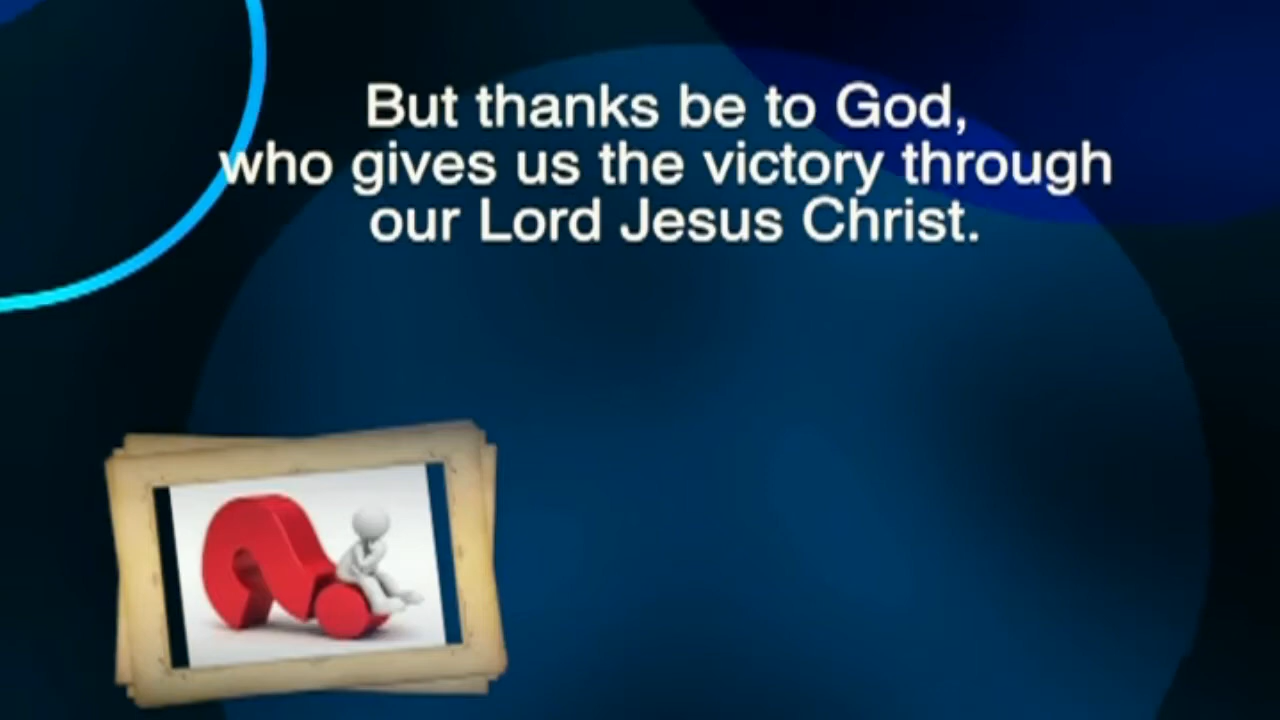 But thanks be to God,
who gives us the victory through
our Lord Jesus Christ.